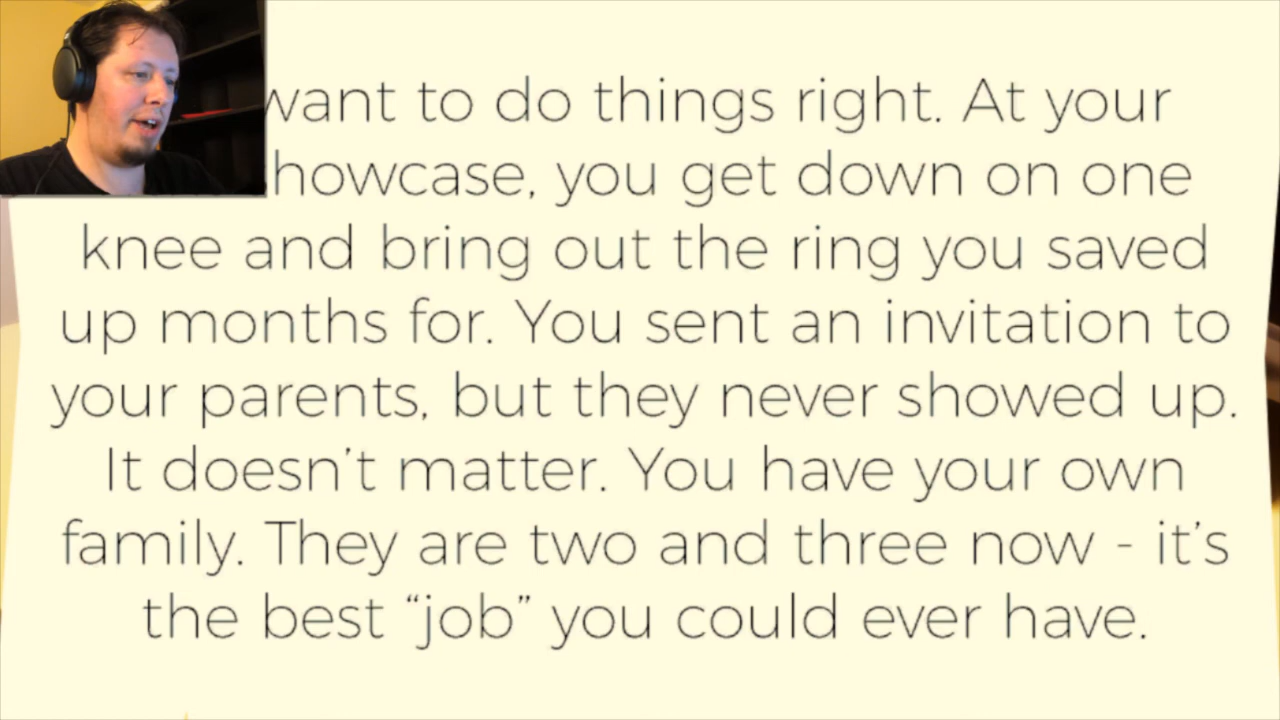 want to do things right. At your
howcase, you get down on one
knee and bring out the ring you saved
up months for. You sent an invitation to
your parents, but they never showed up.
It doesn't matter. You have your own
family. They are two and three now - it's
the best “job” you could ever have.